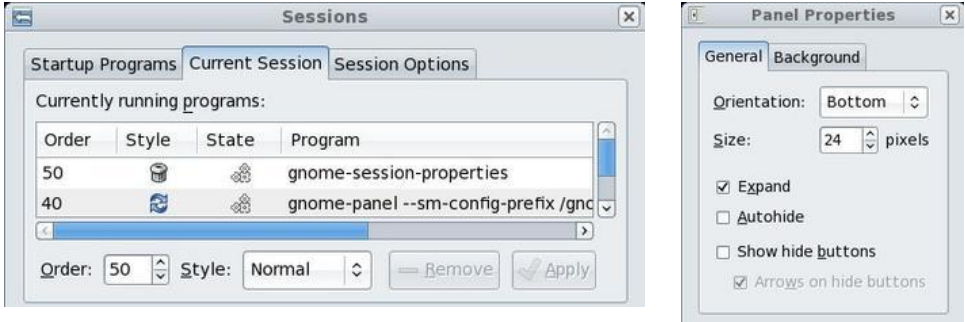 Sessions
Startup Programs Current Session Session Options
Currently running programs:
Order Style State Program
50 gnome-session-properties
40 gnome-panel --sm-config-prefix /gnc
Order: 50 Style: Normal Remove Apply
Panel Properties
General Background
Orientation: Bottom
Size: 24 pixels
Expand
Autohide
Show hide buttons
Arrows on hide buttons